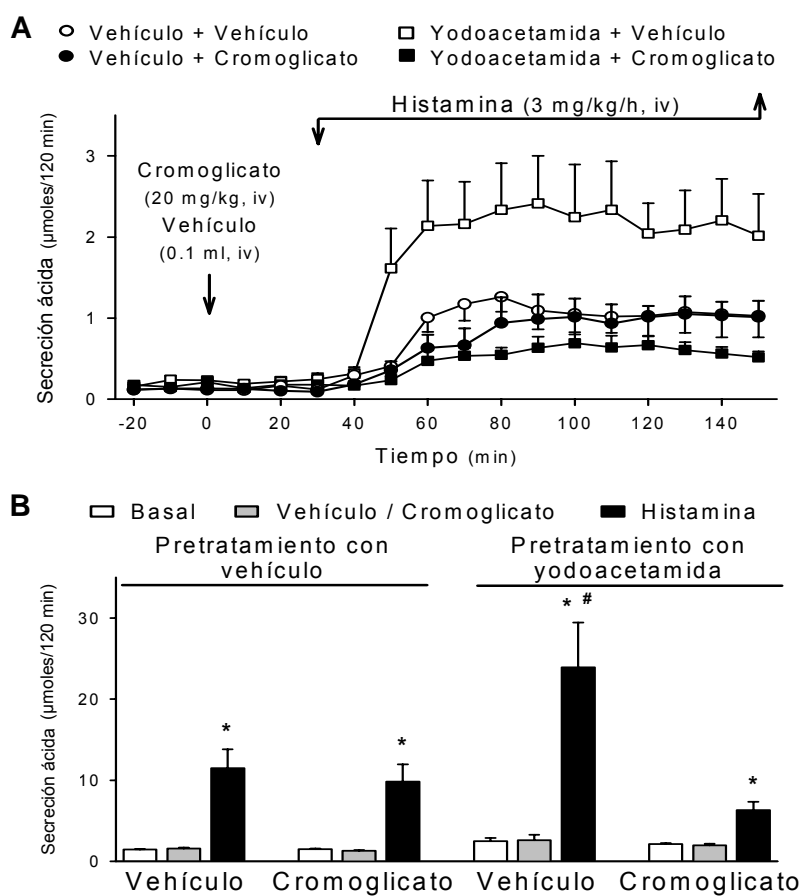 A
Vehículo + Vehículo
Yodoacetamida + Vehículo
Vehículo + Cromoglicato
Yodoacetamida + Cromoglicato
Histamina (3 mg/kg/h, iv)
Cromoglicato
(20 mg/kg, iv)
Vehículo
(0.1 ml, iv)
Secreción ácida (µmoles/120 min)
3
2
1
0
-20 0 20 40 60 80 100 120 140
Tiempo (min)
B
Basal Vehículo / Cromoglicato Histamina
Pretratamiento con
vehículo
Pretratamiento con
yodoacetamida
Secreción ácida (µmoles/120 min)
30
20
10
0
* * * # *
Vehículo Cromoglicato Vehículo Cromoglicato